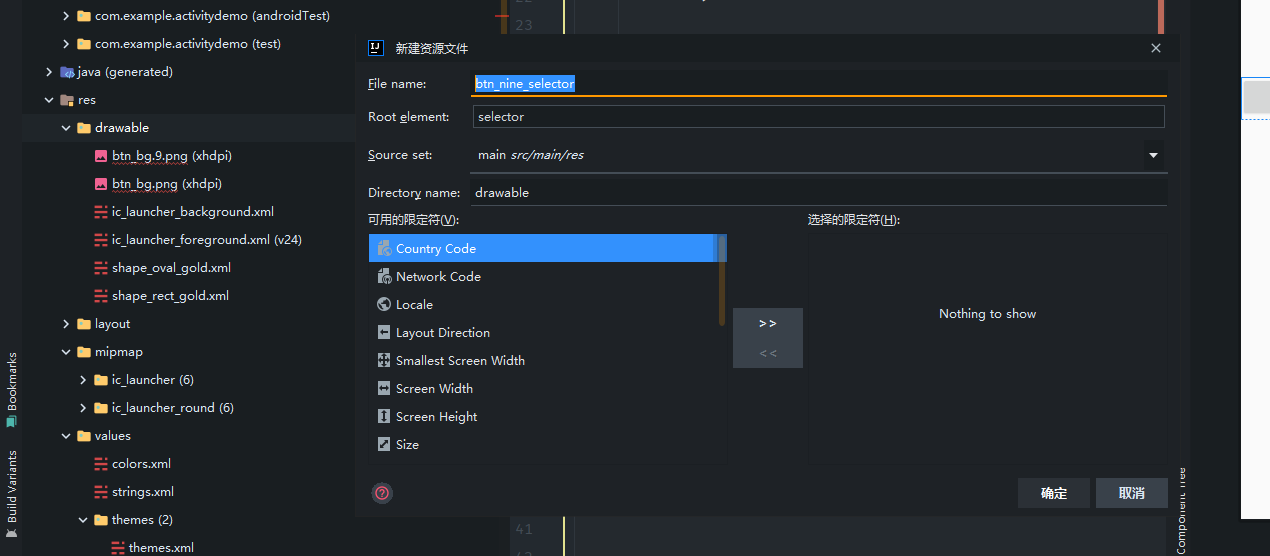 com.example.activitydemo (androidTest)
com.example.activitydemo (test)
java (generated)
res
drawable
btn_bg.9.png (xhdpi)
btn_bg.png (xhdpi)
ic_launcher_background.xml
ic_launcher_foreground.xml (v24)
shape_oval_gold.xml
shape_rect_gold.xml
layout
mipmap
ic_launcher (6)
ic_launcher_round (6)
values
colors.xml
strings.xml
themes (2)
themes.xml
Bookmarks
Build Variants
23
新建资源文件
File name:
btn_nine_selector
Root element:
selector
Source set:
main src/main/res
Directory name:
drawable
可用的限定符(V):
选择的限定符(H):
Country Code
Network Code
Locale
Layout Direction
Smallest Screen Width
Screen Width
Screen Height
Size
>>
<<
Nothing to show
?
确定
取消
41
Component Tree